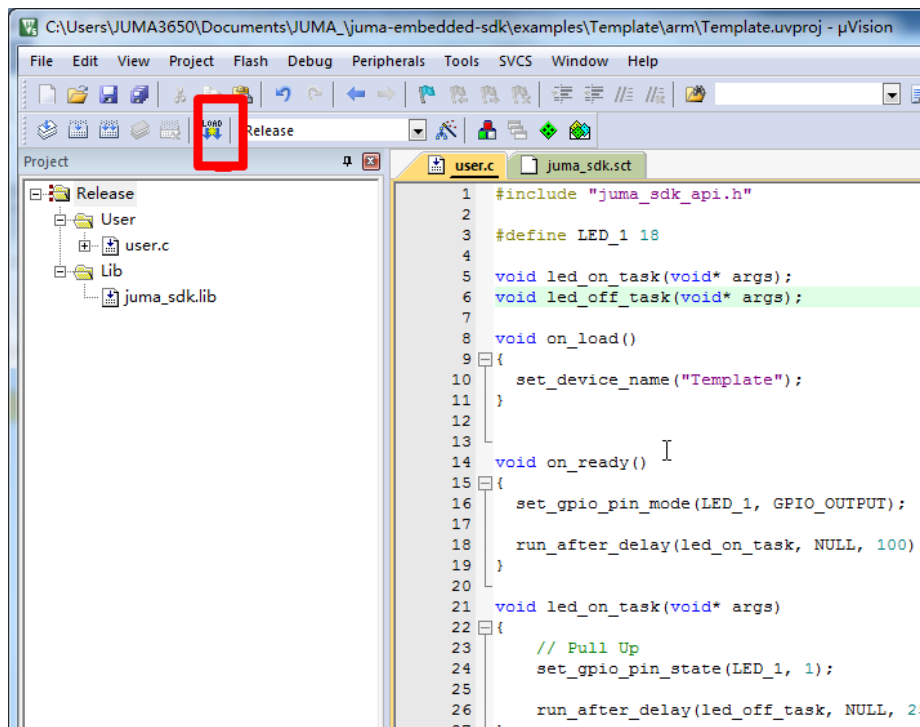 C:\Users\JUMA3650\Documents\JUMA_\juma-embedded-sdk\examples\Template\arm\Template.uvproj - µVision
File Edit View Project Flash Debug Peripherals Tools SVCS Window Help
LOAD
Release
Project
user.c juma_sdk.sct
Release
User
user.c
Lib
juma_sdk.lib
1 #include "juma_sdk_api.h"
2
3 #define LED_1 18
4
5 void led_on_task(void* args);
6 void led_off_task(void* args);
7
8 void on_load()
9 {
10 set_device_name("Template");
11 }
12
13
14 void on_ready()
15 {
16 set_gpio_pin_mode(LED_1, GPIO_OUTPUT);
17
18 run_after_delay(led_on_task, NULL, 100)
19 }
20
21 void led_on_task(void* args)
22 {
23 // Pull Up
24 set_gpio_pin_state(LED_1, 1);
25
26 run_after_delay(led_off_task, NULL, 2